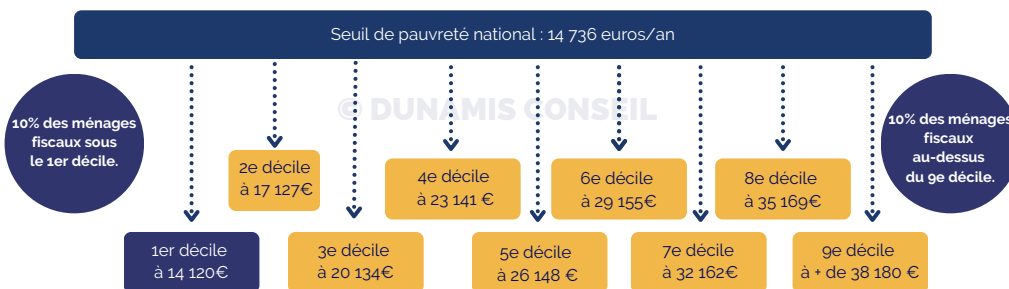 Seuil de pauvreté national : 14 736 euros/an
© DUNAMIS CONSEIL
10% des ménages
fiscaux sous
le 1er décile.
10% des ménages
fiscaux
au-dessus
du 9e décile.
2e décile
à 17 127€
4e décile
à 23 141 €
6e décile
à 29 155€
8e décile
à 35 169€
1er décile
à 14 120€
3e décile
à 20 134€
5e décile
à 26 148 €
7e décile
à 32 162€
9e décile
à + de 38 180 €